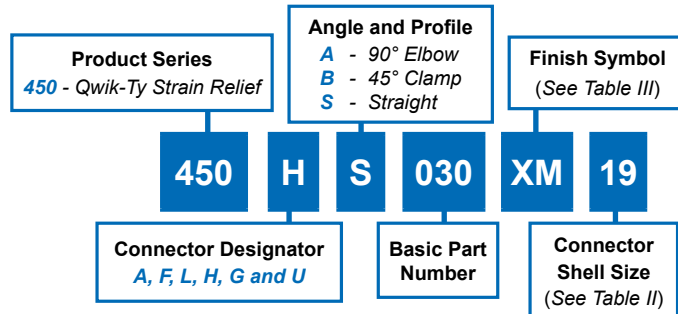 Product Series
450 - Qwik-Ty Strain Relief
Angle and Profile
A - 90° Elbow
B - 45° Clamp
S - Straight
Finish Symbol
(See Table III)
450 H S 030 XM 19
Connector Designator
A, F, L, H, G and U
Basic Part
Number
Connector
Shell Size
(See Table II)